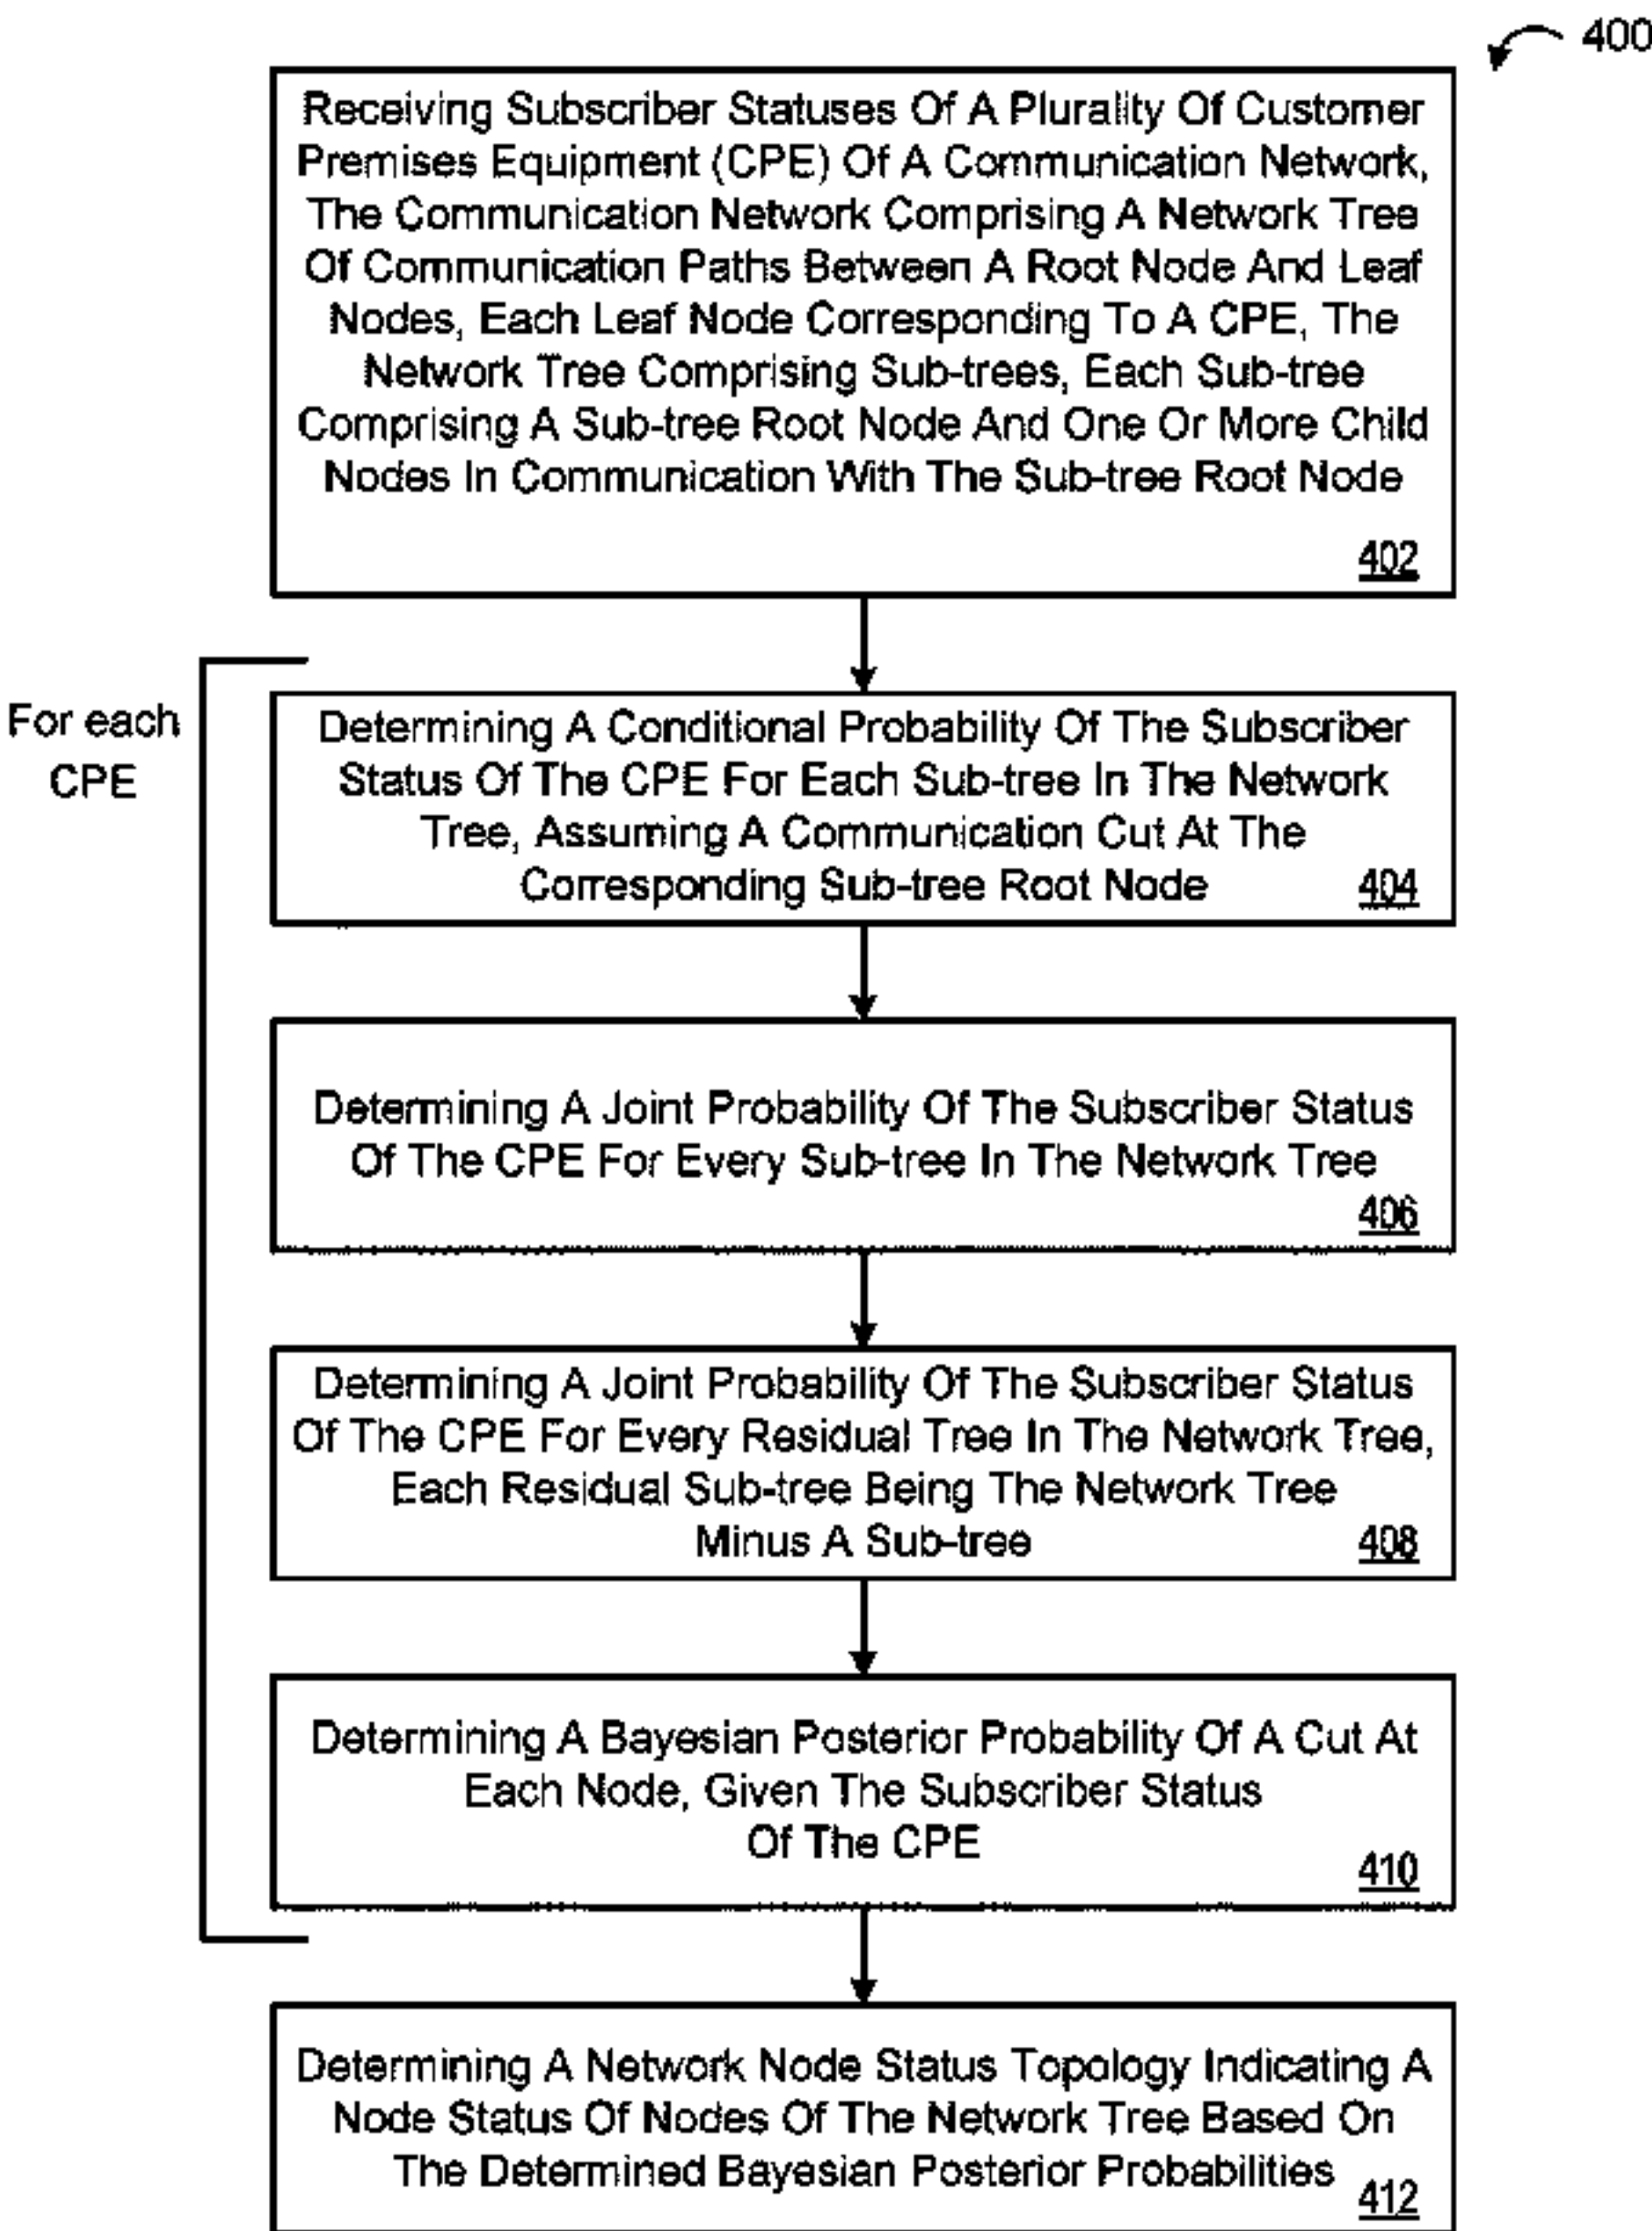 400
Receiving Subscriber Statuses Of A Plurality Of Customer
Premises Equipment (CPE) Of A Communication Network,
The Communication Network Comprising A Network Tree
Of Communication Paths Between A Root Node And Leaf
Nodes, Each Leaf Node Corresponding To A CPE, The
Network Tree Comprising Sub-trees, Each Sub-tree
Comprising A Sub-tree Root Node And One Or More Child
Nodes In Communication With The Sub-tree Root Node
402
For each
CPE
Determining A Conditional Probability Of The Subscriber
Status Of The CPE For Each Sub-tree In The Network
Tree, Assuming A Communication Cut At The
Corresponding Sub-tree Root Node 404
Determining A Joint Probability Of The Subscriber Status
Of The CPE For Every Sub-tree In The Network Tree
406
Determining A Joint Probability Of The Subscriber Status
Of The CPE For Every Residual Tree In The Network Tree,
Each Residual Sub-tree Being The Network Tree
Minus A Sub-tree 408
Determining A Bayesian Posterior Probability Of A Cut At
Each Node, Given The Subscriber Status
Of The CPE
410
Determining A Network Node Status Topology Indicating A
Node Status Of Nodes Of The Network Tree Based On
The Determined Bayesian Posterior Probabilities
412